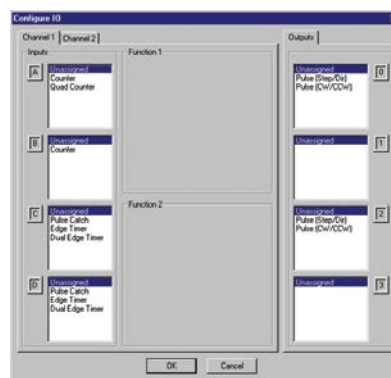 Configure IO
Channel 1 Channel 2
Inputs
A
Unassigned
Counter
Quad Counter
B
Unassigned
Counter
C
Unassigned
Pulse Catch
Edge Timer
Dual Edge Timer
D
Unassigned
Pulse Catch
Edge Timer
Dual Edge Timer
Function 1
Function 2
Outputs
Unassigned
Pulse (Step/Dir)
Pulse (CW/CCW)
0
Unassigned
1
Unassigned
Pulse (Step/Dir)
Pulse (CW/CCW)
2
Unassigned
3
OK Cancel